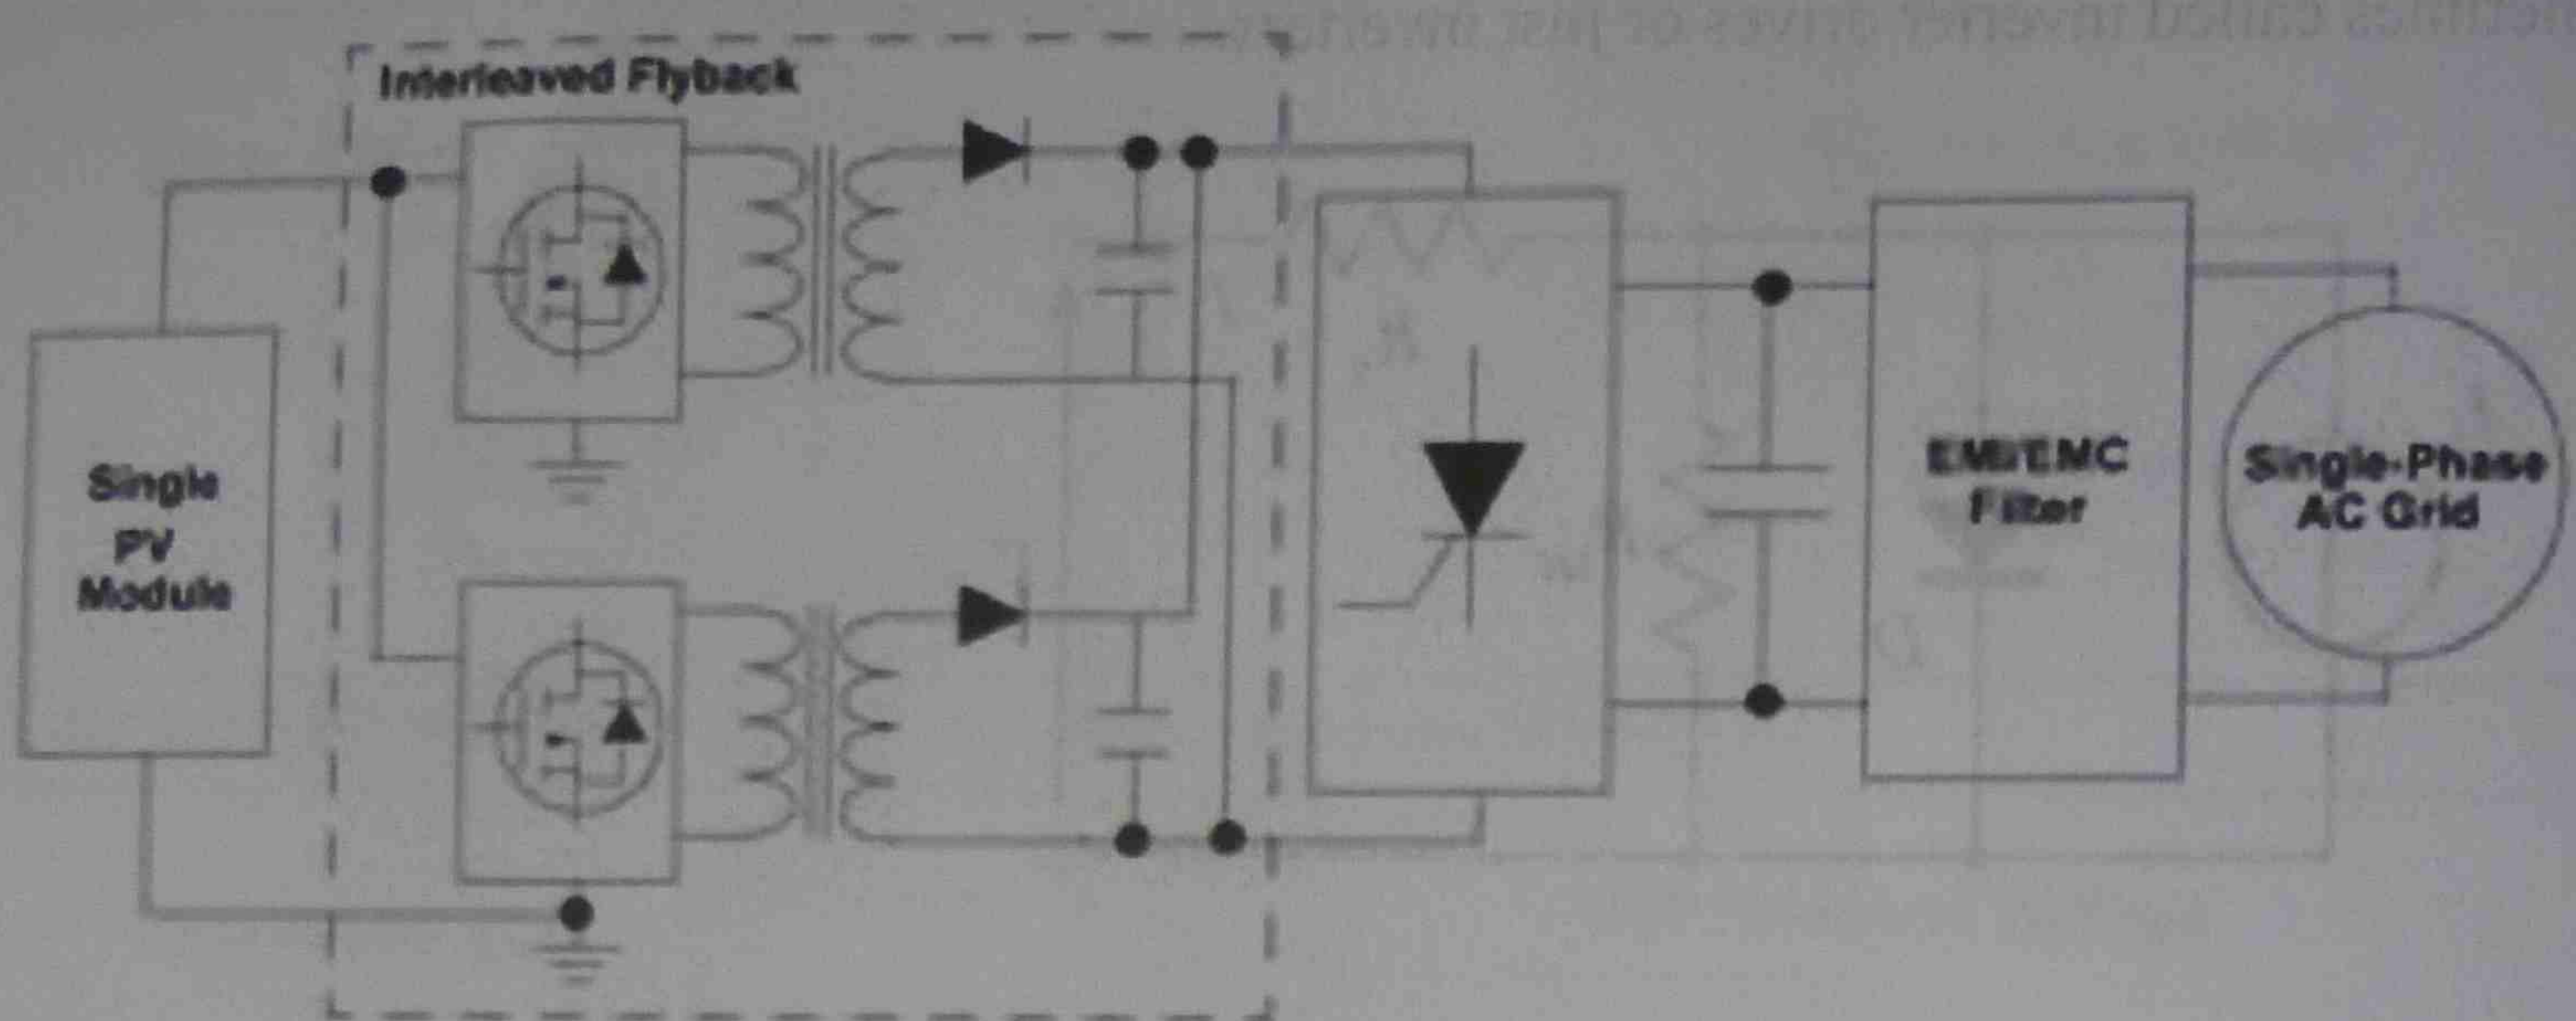 Interleaved Flyback
Single
PV
Module
EMI/EMC
Filter
Single-Phase
AC Grid